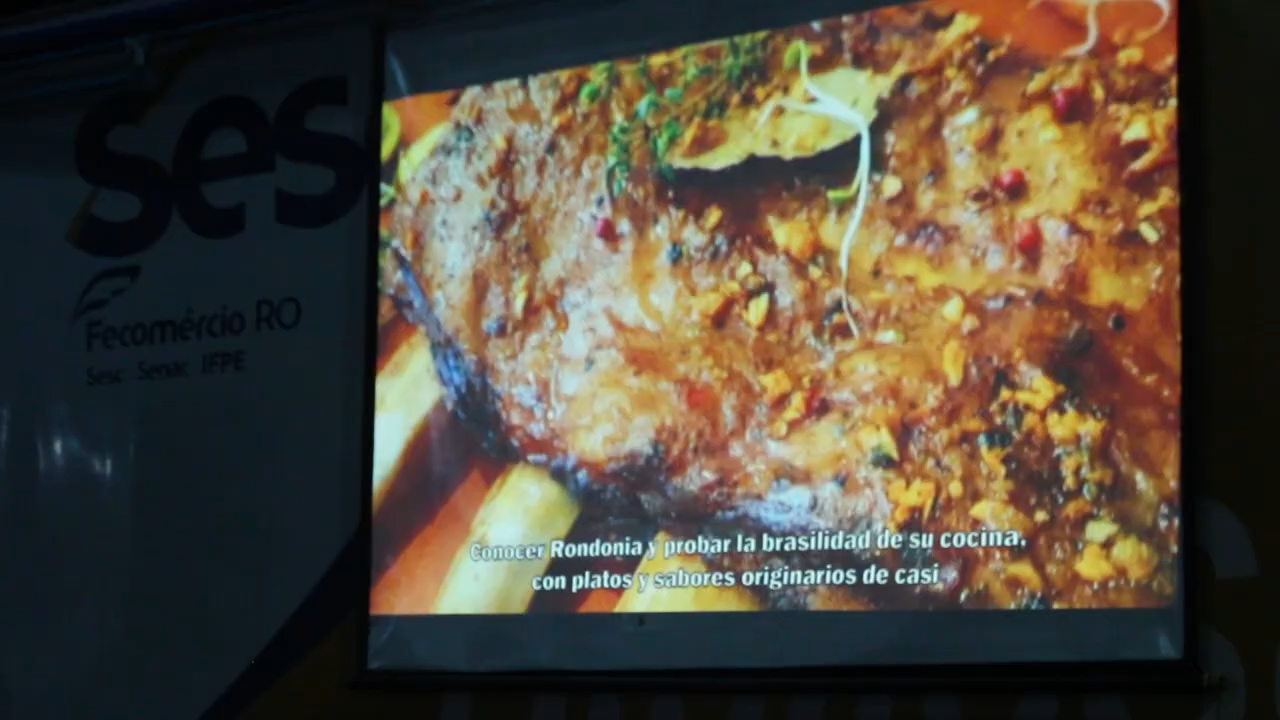 Ses
Fecomércio RO
Sesc Senac IFPE
Conocer Rondonia y probar la brasilidad de su cocina,
con platos y sabores originarios de casi